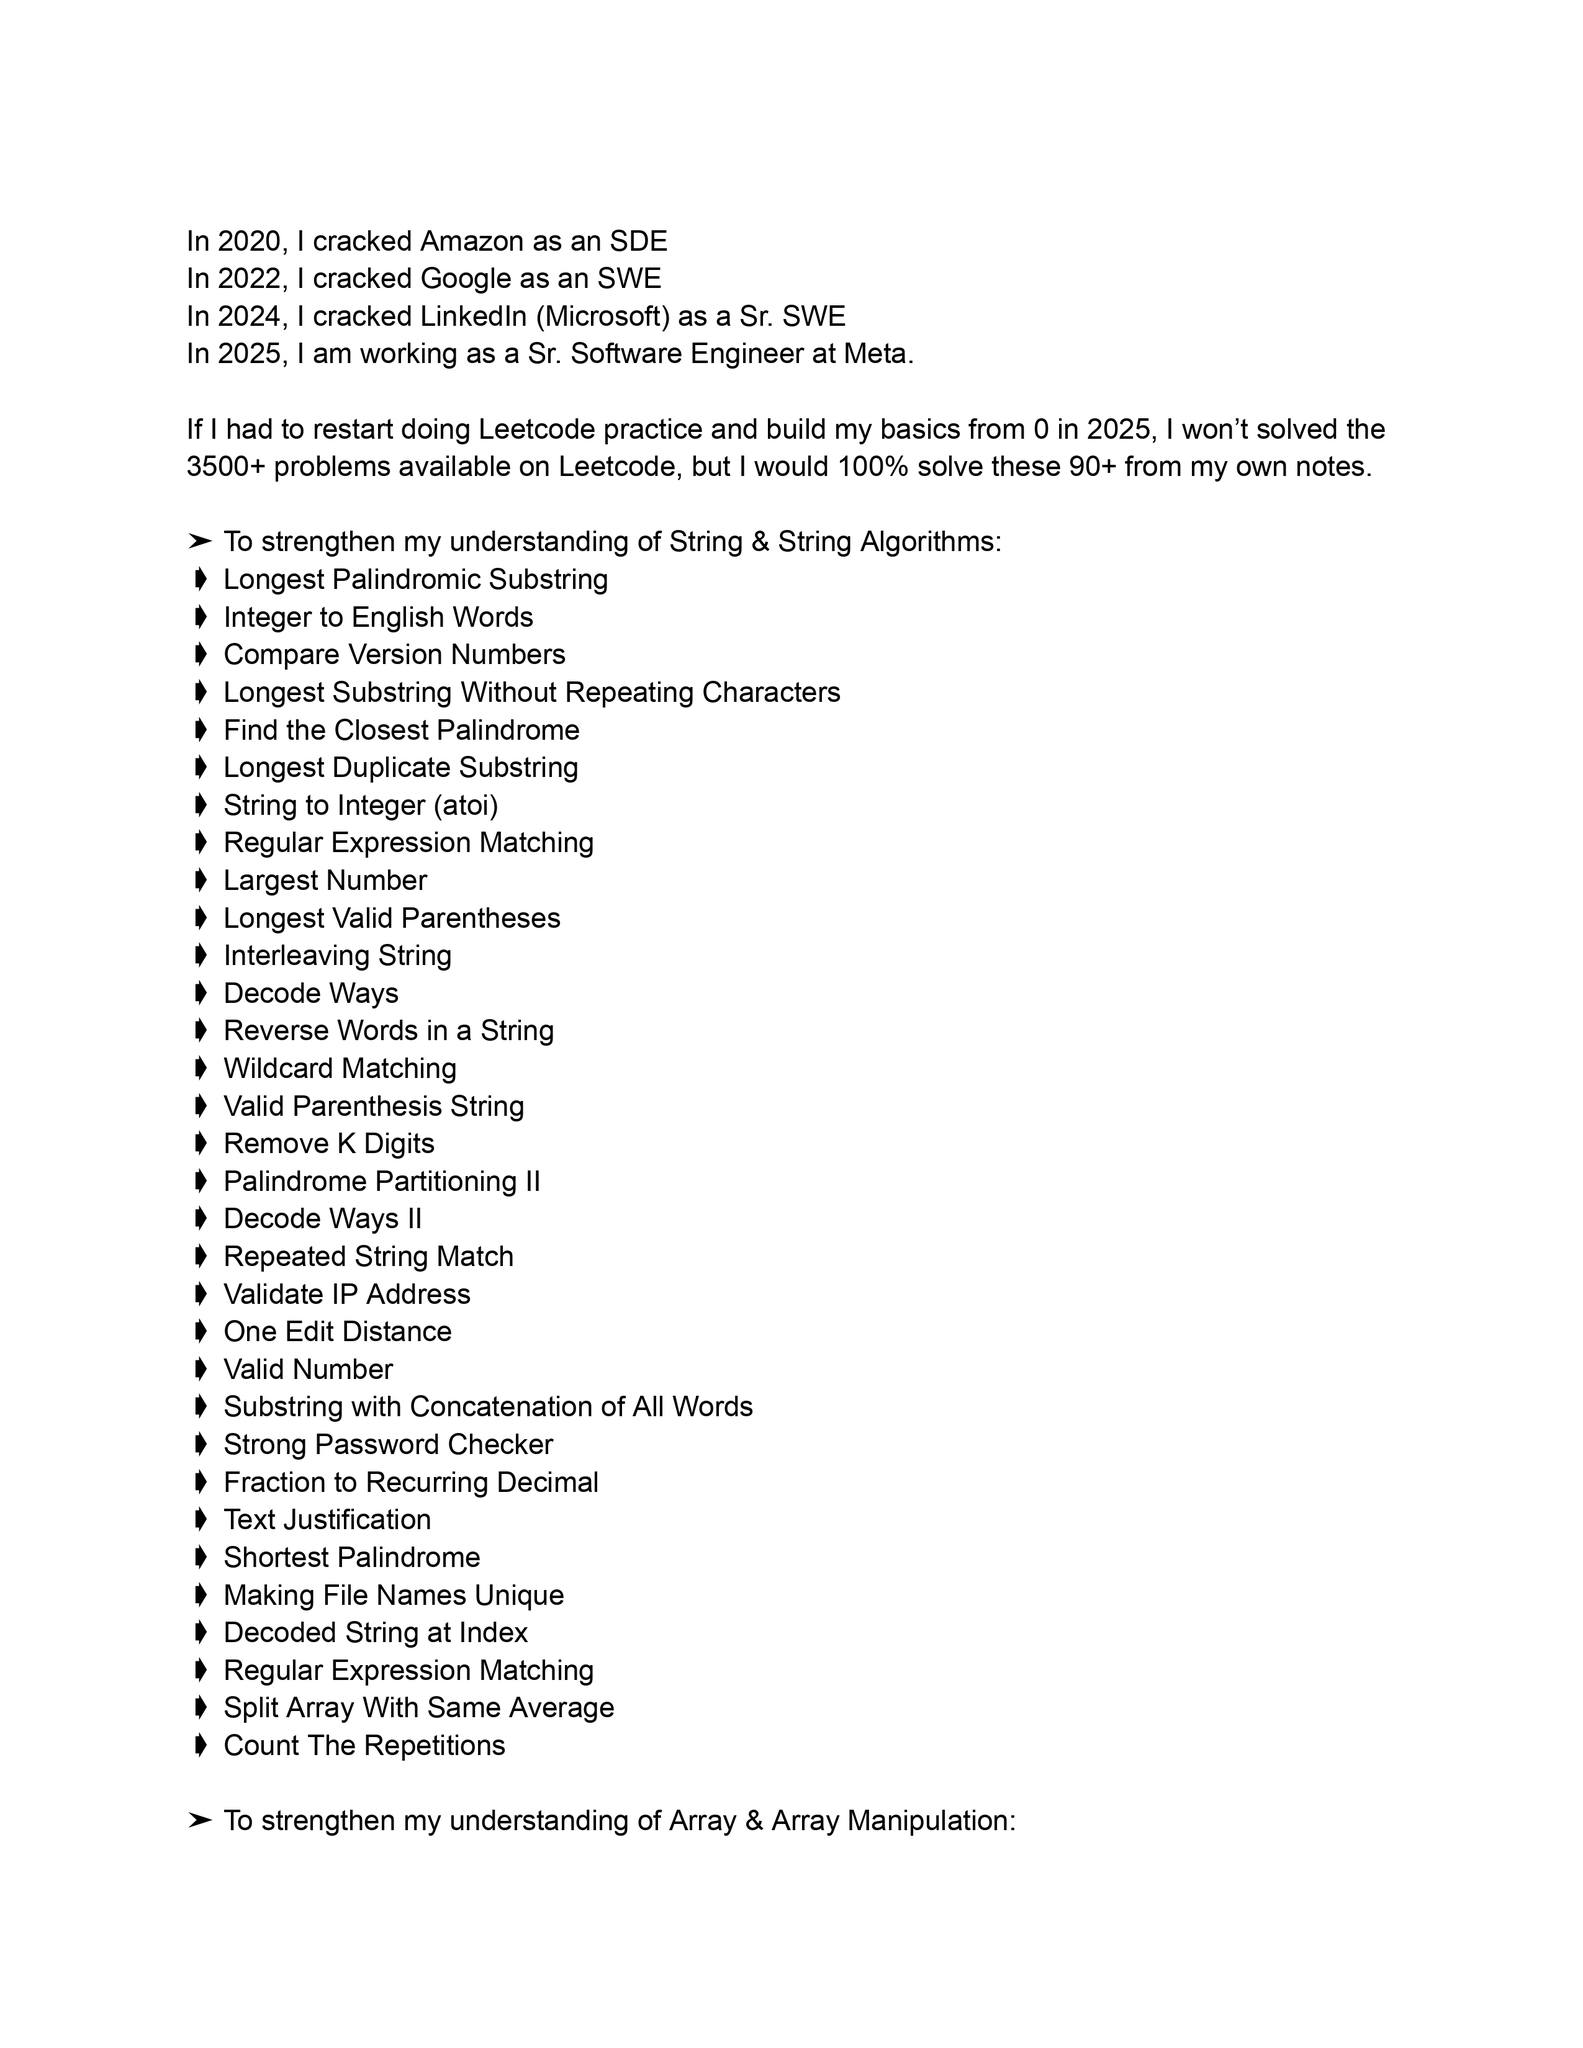 In 2020, I cracked Amazon as an SDE
In 2022, I cracked Google as an SWE
In 2024, I cracked LinkedIn (Microsoft) as a Sr. SWE
In 2025, I am working as a Sr. Software Engineer at Meta.
If I had to restart doing Leetcode practice and build my basics from 0 in 2025, I won’t solved the
3500+ problems available on Leetcode, but I would 100% solve these 90+ from my own notes.
➢ To strengthen my understanding of String & String Algorithms:
➧ Longest Palindromic Substring
➧ Integer to English Words
➧ Compare Version Numbers
➧ Longest Substring Without Repeating Characters
➧ Find the Closest Palindrome
➧ Longest Duplicate Substring
➧ String to Integer (atoi)
➧ Regular Expression Matching
➧ Largest Number
➧ Longest Valid Parentheses
➧ Interleaving String
➧ Decode Ways
➧ Reverse Words in a String
➧ Wildcard Matching
➧ Valid Parenthesis String
➧ Remove K Digits
➧ Palindrome Partitioning II
➧ Decode Ways II
➧ Repeated String Match
➧ Validate IP Address
➧ One Edit Distance
➧ Valid Number
➧ Substring with Concatenation of All Words
➧ Strong Password Checker
➧ Fraction to Recurring Decimal
➧ Text Justification
➧ Shortest Palindrome
➧ Making File Names Unique
➧ Decoded String at Index
➧ Regular Expression Matching
➧ Split Array With Same Average
➧ Count The Repetitions
➢ To strengthen my understanding of Array & Array Manipulation: